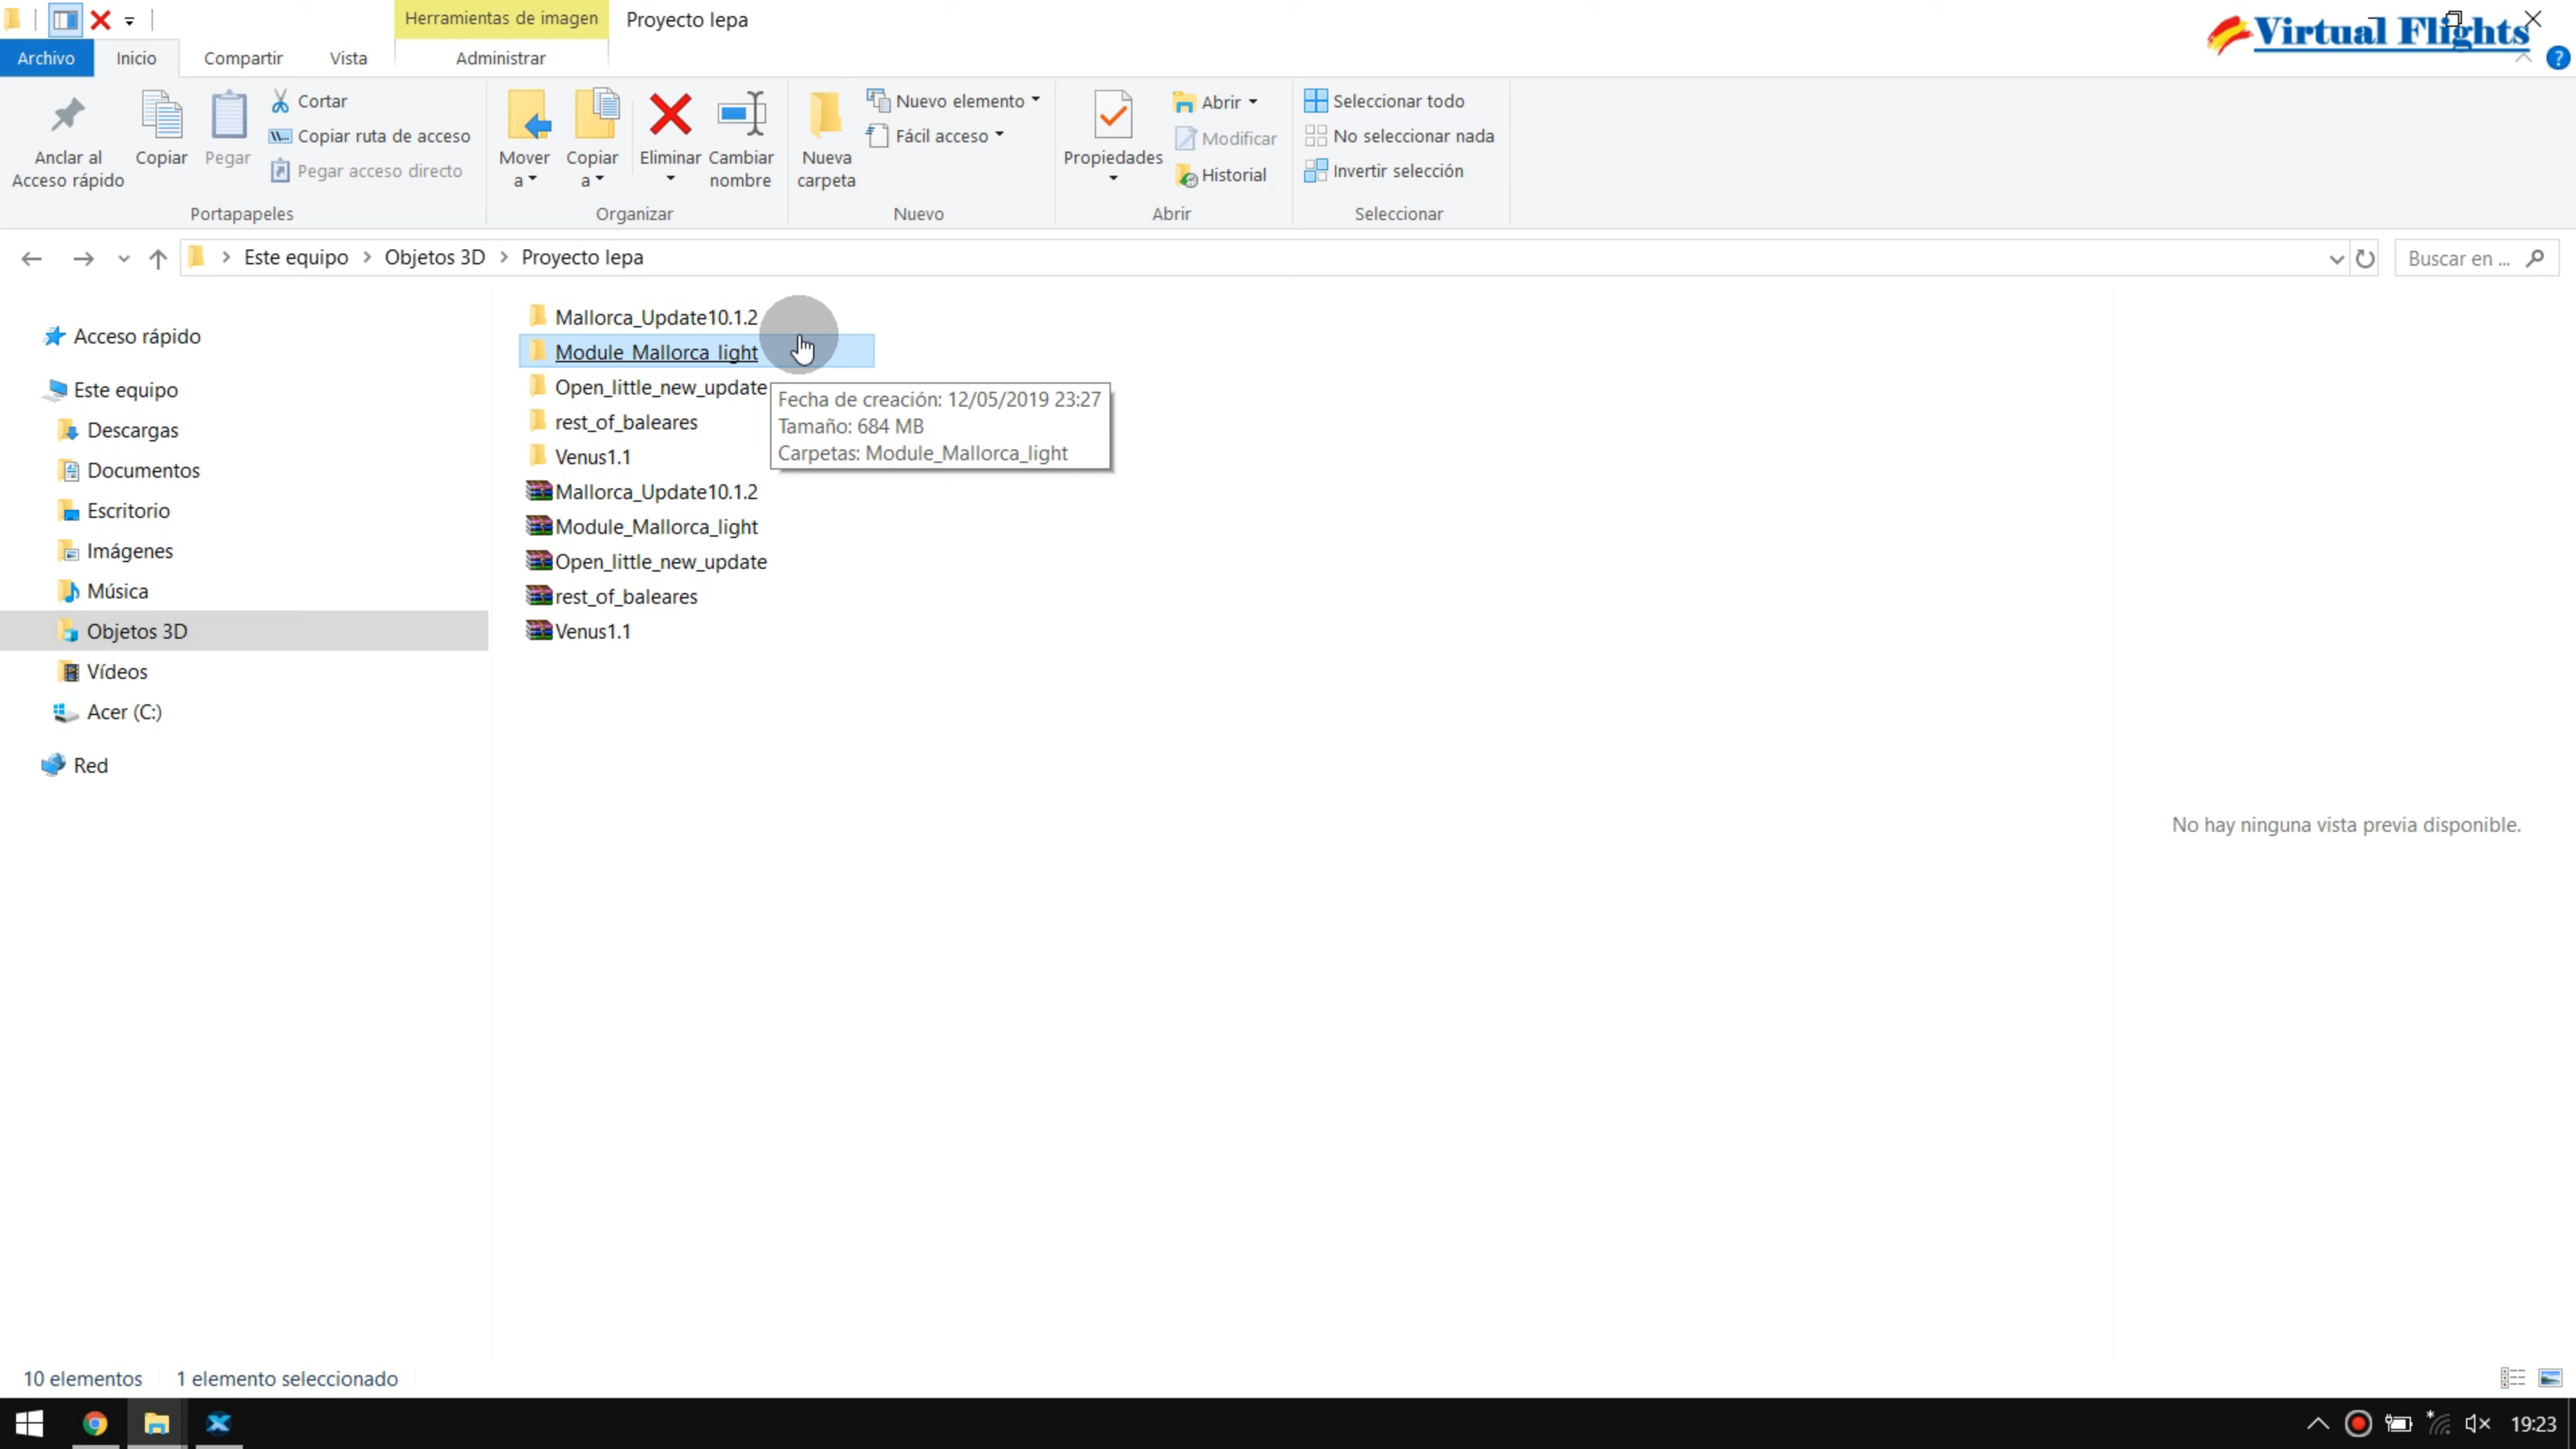 Herramientas de imagen
Proyecto lepa
Virtual Flights
Archivo
Inicio
Compartir
Vista
Administrar
Anclar al
Acceso rápido
Copiar
Pegar
Cortar
Copiar ruta de acceso
Pegar acceso directo
Portapapeles
Mover
a
Copiar
a
Eliminar
Cambiar
nombre
Organizar
Nueva
carpeta
Nuevo elemento
Fácil acceso
Nuevo
Propiedades
Abrir
Modificar
Historial
Abrir
Seleccionar todo
No seleccionar nada
Invertir selección
Seleccionar
Este equipo > Objetos 3D > Proyecto lepa
Buscar en ...
Acceso rápido
Este equipo
Descargas
Documentos
Escritorio
Imágenes
Música
Objetos 3D
Vídeos
Acer (C:)
Red
Mallorca_Update10.1.2
Module_Mallorca_light
Open_little_new_update
rest_of_baleares
Venus1.1
Mallorca_Update10.1.2
Module_Mallorca_light
Open_little_new_update
rest_of_baleares
Venus1.1
Fecha de creación: 12/05/2019 23:27
Tamaño: 684 MB
Carpetas: Module_Mallorca_light
No hay ninguna vista previa disponible.
10 elementos
1 elemento seleccionado
19:23